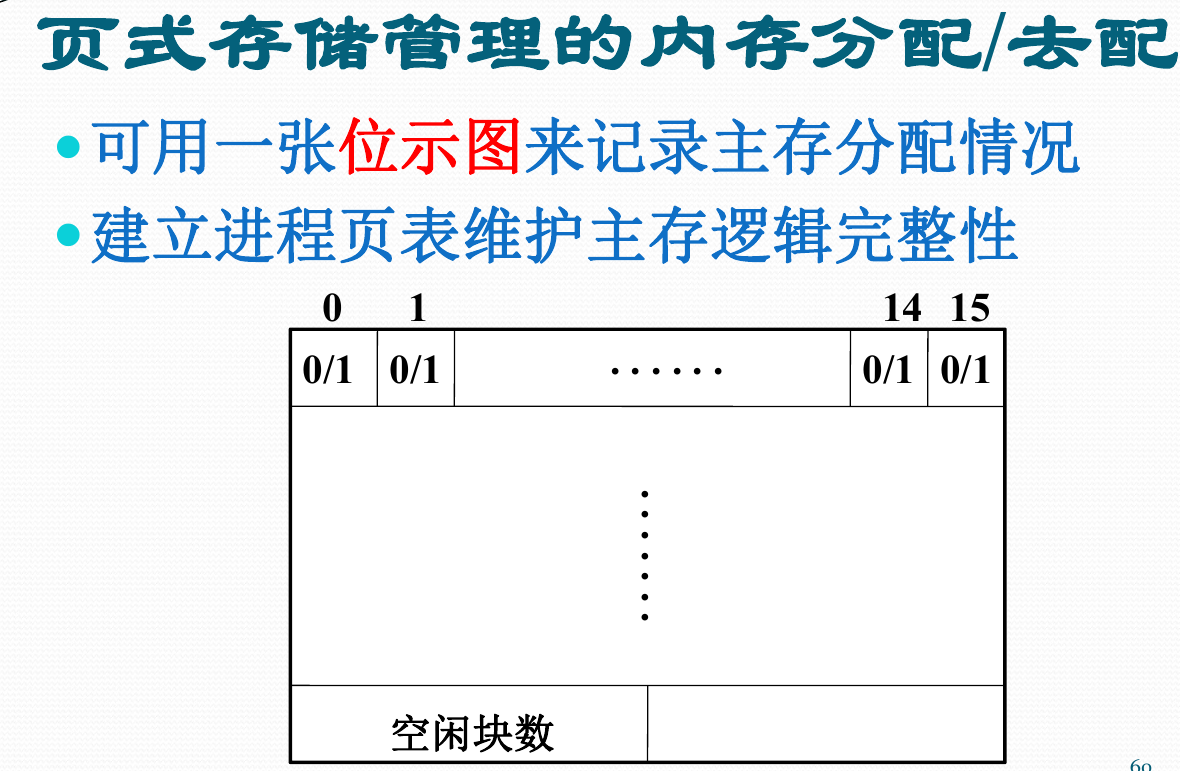 页式存储管理的内存分配/去配
可用一张位示图来记录主存分配情况
建立进程页表维护主存逻辑完整性
0 1 14 15
0/1 0/1 ······ 0/1 0/1
空闲块数